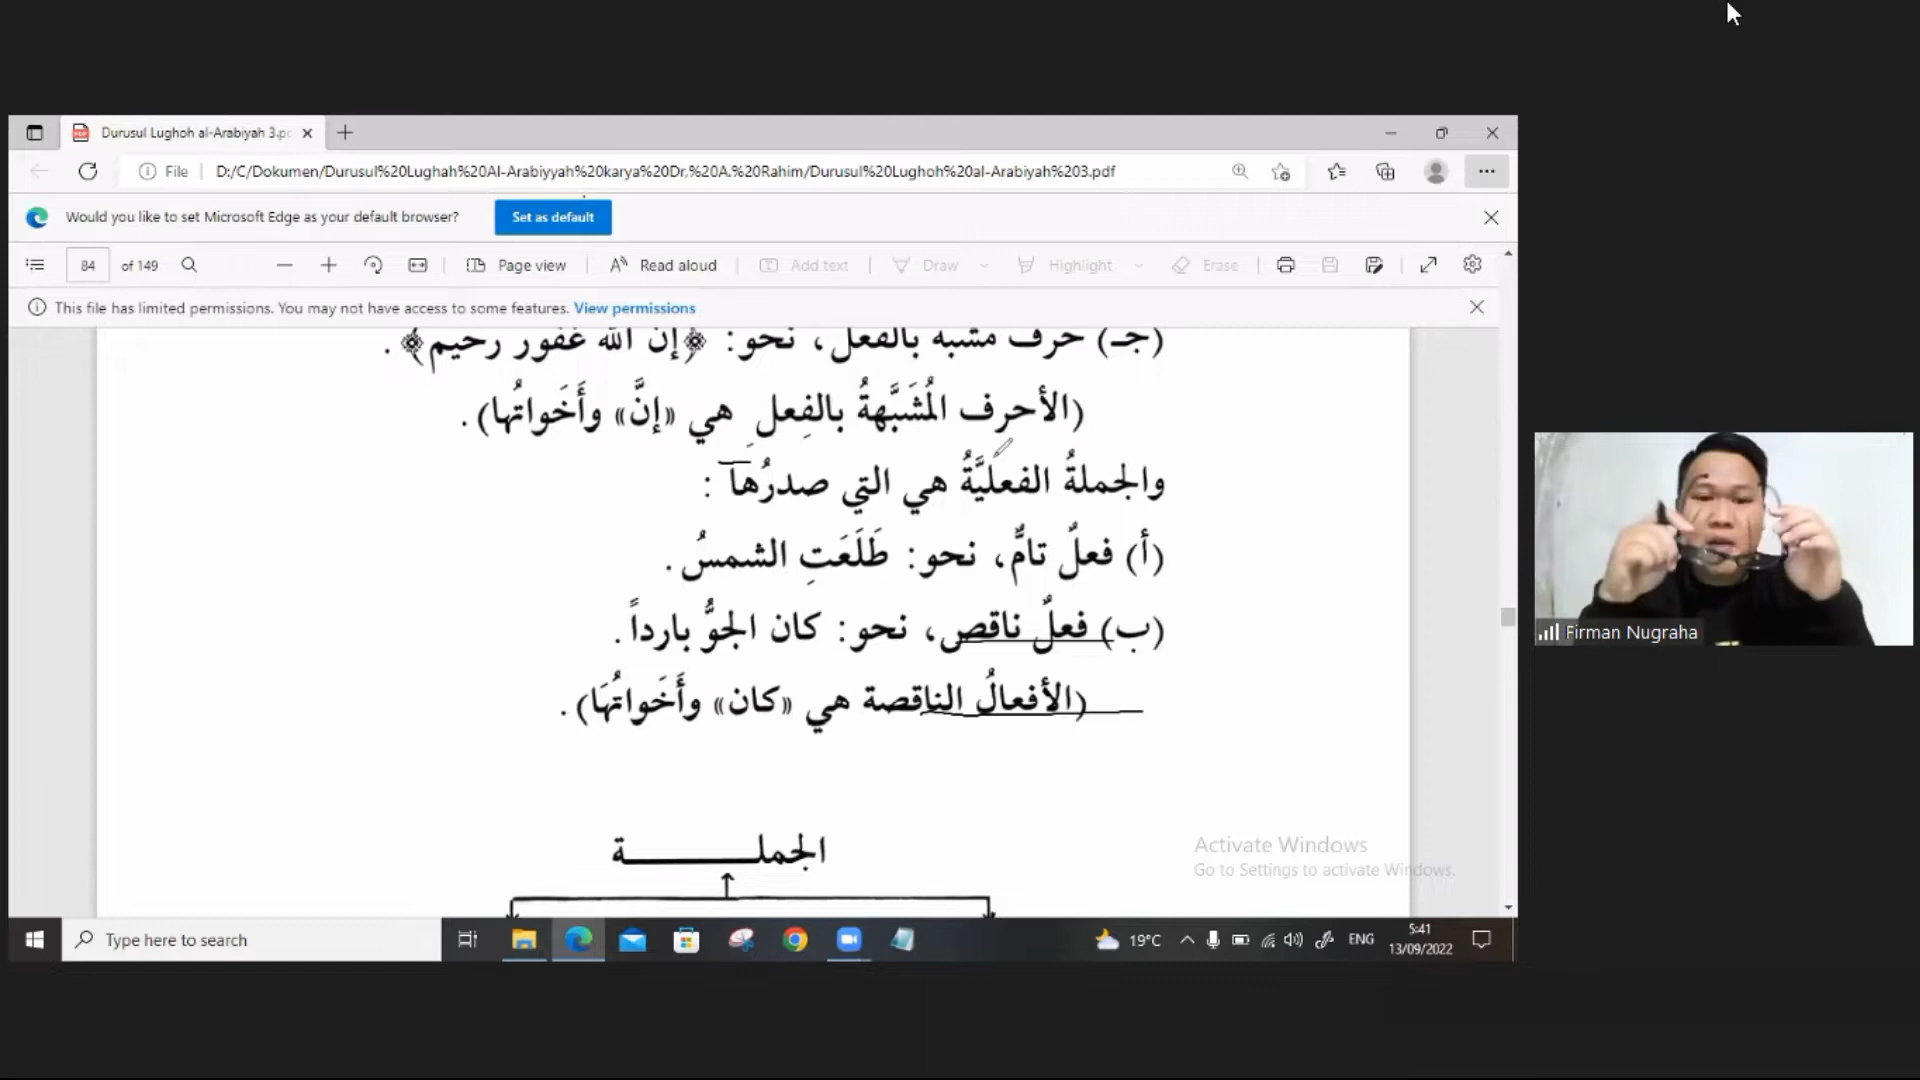 Durusul Lughoh al-Arabiyah 3.p
File D:/C/Dokumen/Durusul%20Lughah%20Al-Arabiyyah%20karya%20Dr,%20A.%20Rahim/Durusul%20Lughoh%20al-Arabiyah%203.pdf
Would you like to set Microsoft Edge as your default browser? Set as default
84 of 149 Page view Read aloud Add text Draw Highlight Erase
This file has limited permissions. You may not have access to some features. View permissions
(جـ) حرف مشبه بالفعل، نحو: ﴿إن الله غفور رحيم﴾ .
(الأحرف المُشَبَّهةُ بالفِعل هي «إنَّ» وأَخَواتُها) .
والجملةُ الفعليَّةُ هي التي صدرُها :
(أ) فعلٌ تامٌّ، نحو: طَلَعَتِ الشمسُ .
(ب) فعلٌ ناقص، نحو: كان الجوُّ بارداً .
(الأفعالُ الناقصة هي «كان» وأَخَواتُهَا) .
الجملـــــــــــة
Activate Windows
Go to Settings to activate Windows.
Firman Nugraha
Type here to search
19°C ENG
5:41
13/09/2022